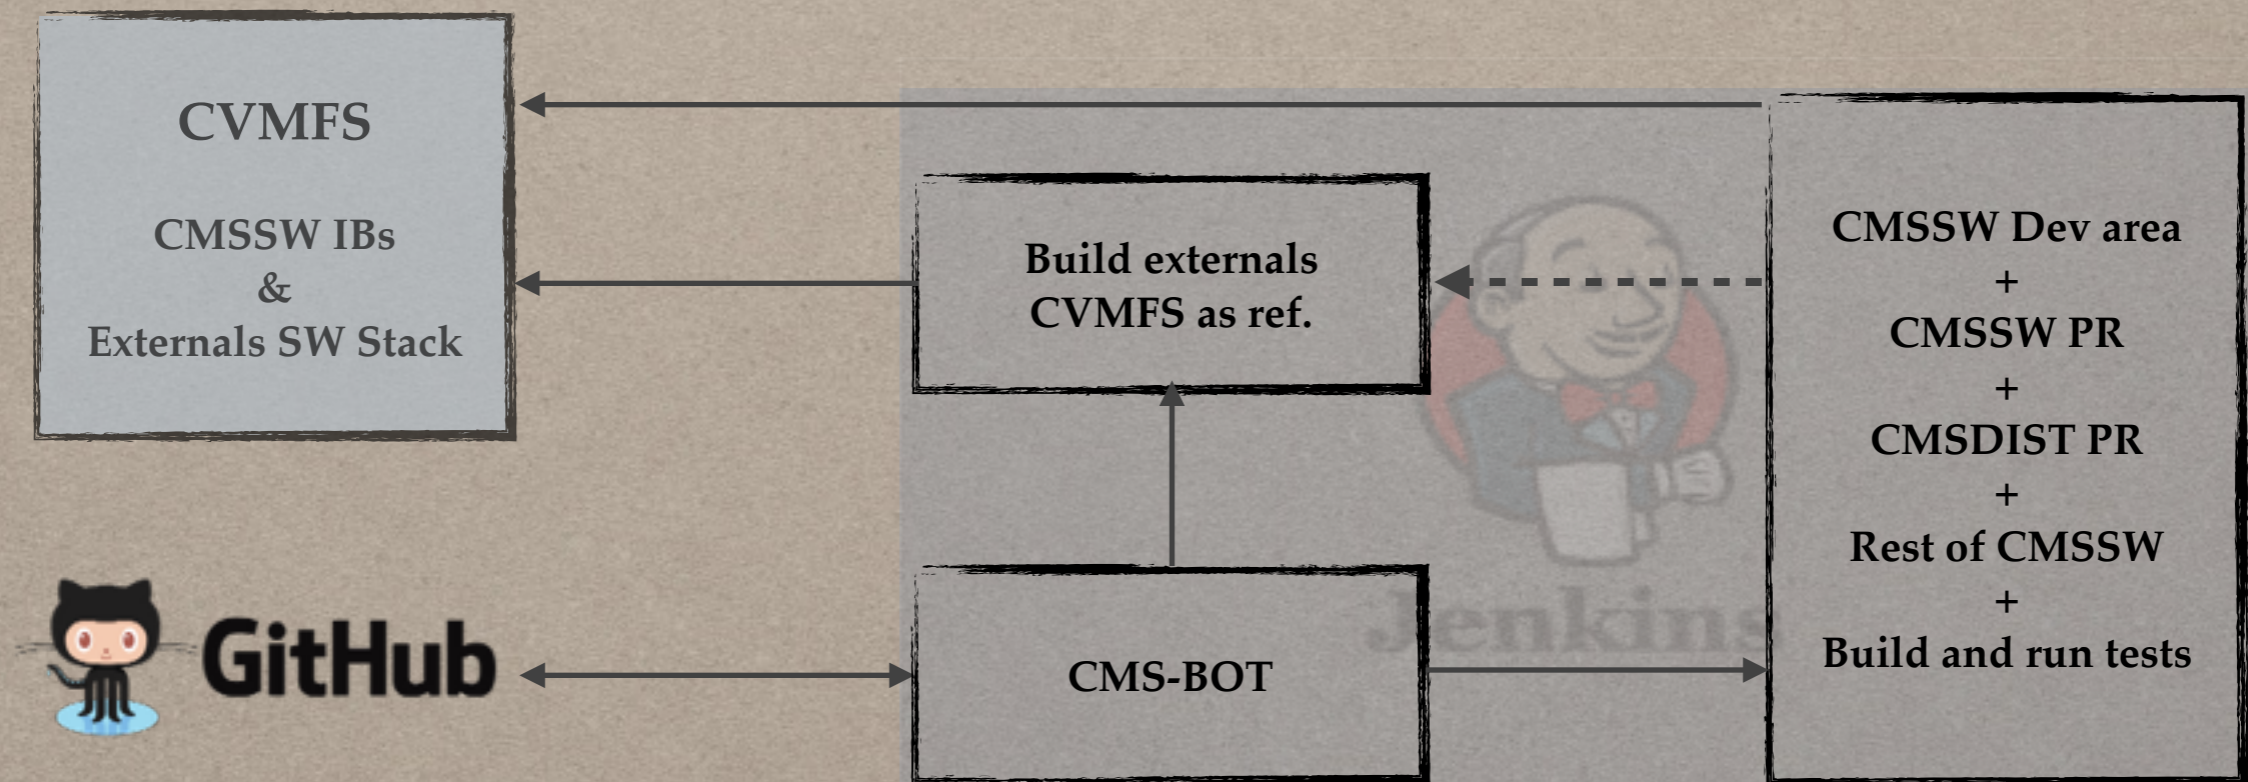 CVMFS
CMSSW IBs
&
Externals SW Stack
Build externals
CVMFS as ref.
CMSSW Dev area
+
CMSSW PR
+
CMSDIST PR
+
Rest of CMSSW
+
Build and run tests
Jenkins
GitHub
CMS-BOT